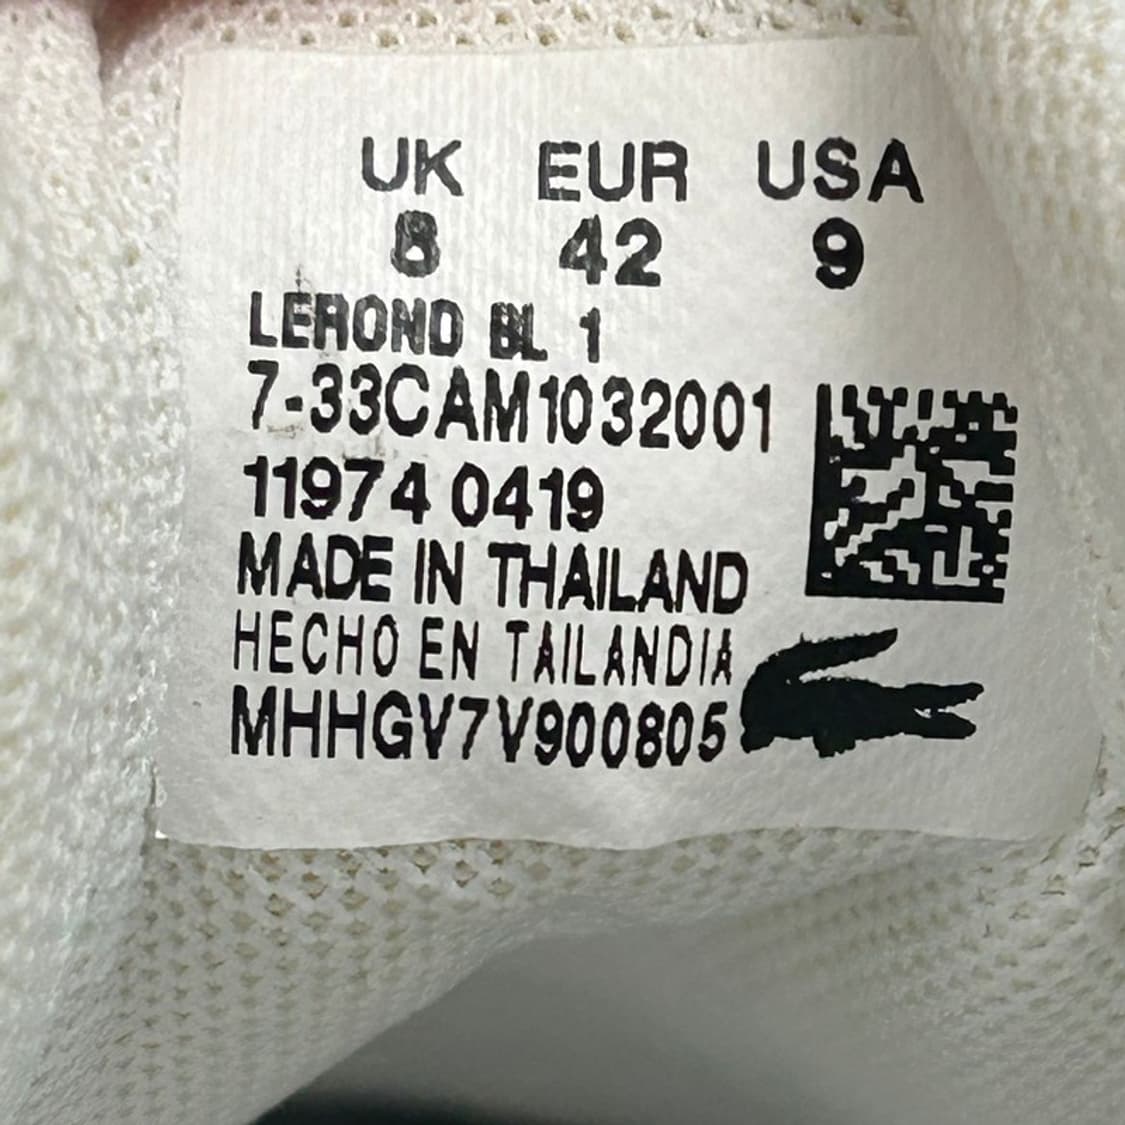 UK EUR USA
8 42 9
LEROND BL 1
7-33CAM1032001
11974 0419
MADE IN THAILAND
HECHO EN TAILANDIA
MHHGV7V900805